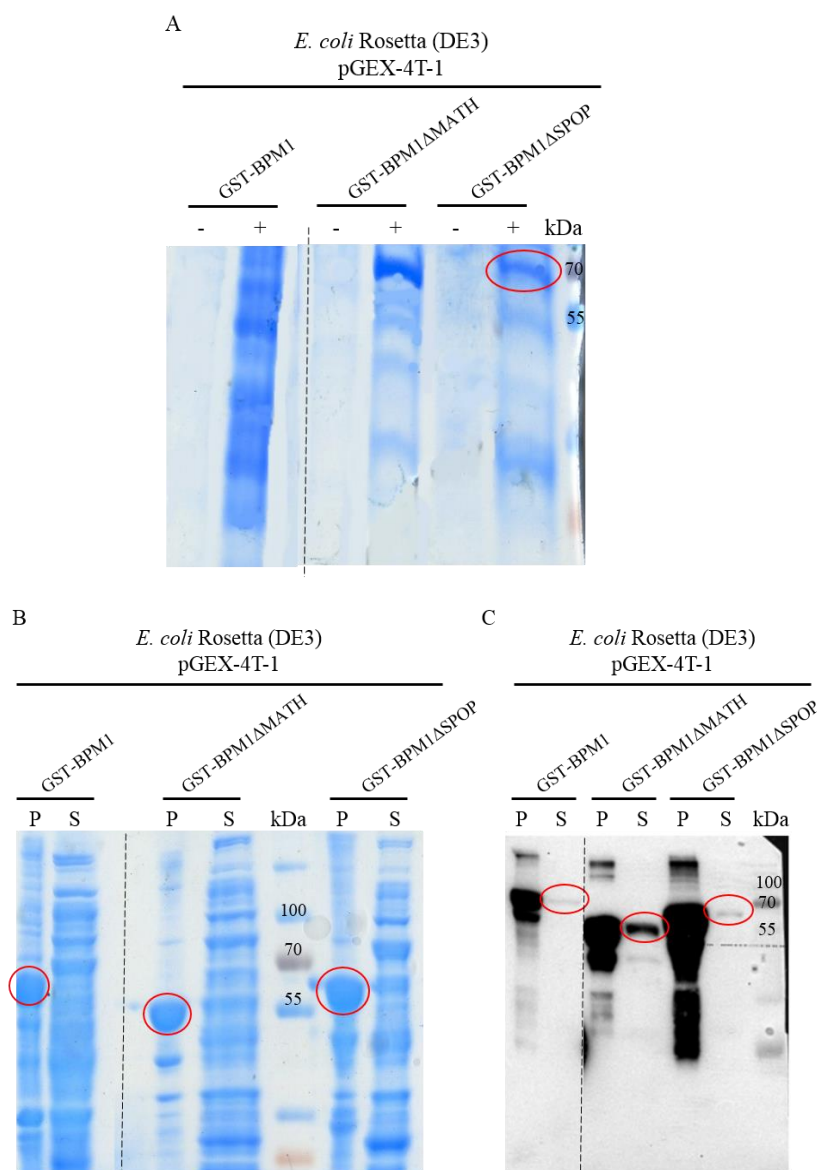 A
E. coli Rosetta (DE3)
pGEX-4T-1
GST-BPM1
GST-BPM1ΔMATH
GST-BPM1ΔSPOP
- + - + - + kDa
70
55
B
E. coli Rosetta (DE3)
pGEX-4T-1
GST-BPM1
GST-BPM1ΔMATH
GST-BPM1ΔSPOP
P S P S kDa P S
100
70
55
C
E. coli Rosetta (DE3)
pGEX-4T-1
GST-BPM1
GST-BPM1ΔMATH
GST-BPM1ΔSPOP
P S P S P S kDa
100
70
55